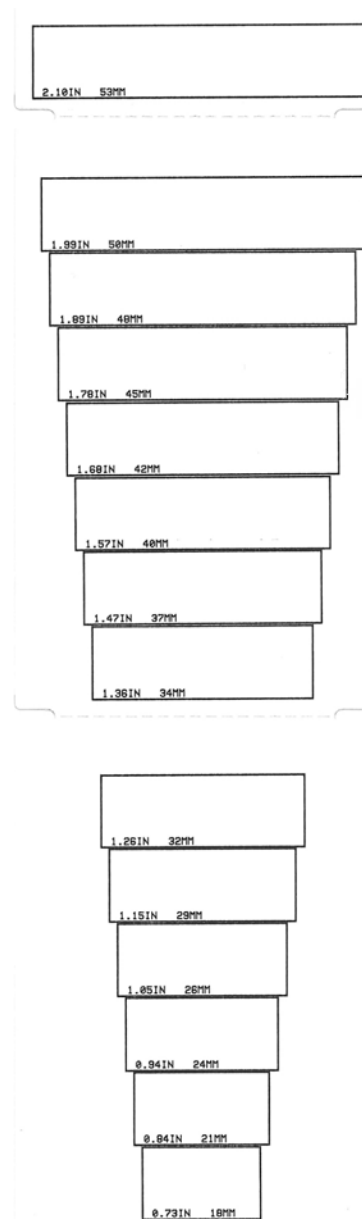 2.10IN 53MM
1.99IN 50MM
1.89IN 48MM
1.78IN 45MM
1.68IN 42MM
1.57IN 40MM
1.47IN 37MM
1.36IN 34MM
1.26IN 32MM
1.15IN 29MM
1.05IN 26MM
0.94IN 24MM
0.84IN 21MM
0.73IN 18MM